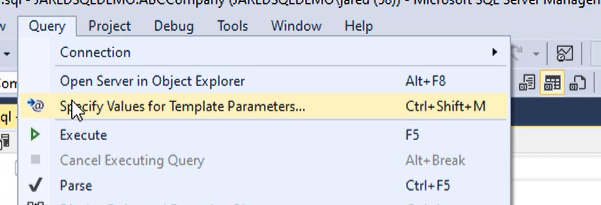 .sql - JAREDSQLDEMO.ABCCompany (JAREDSQLDEMO\jared (58)) - Microsoft SQL Server Manage
Query Project Debug Tools Window Help
Connection
Open Server in Object Explorer Alt+F8
Specify Values for Template Parameters... Ctrl+Shift+M
Execute F5
Cancel Executing Query Alt+Break
Parse Ctrl+F5